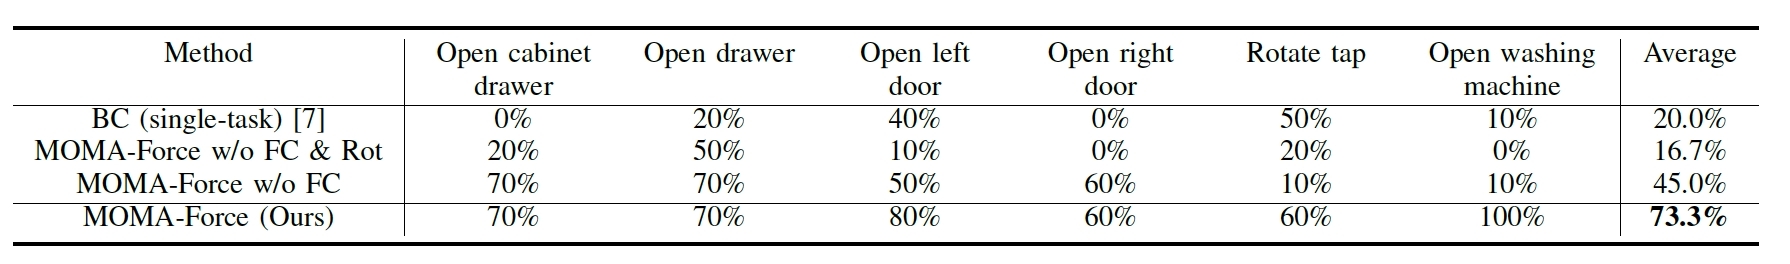 Method Open cabinet drawer Open drawer Open left door Open right door Rotate tap Open washing machine Average
BC (single-task) [7] 0% 20% 40% 0% 50% 10% 20.0%
MOMA-Force w/o FC & Rot 20% 50% 10% 0% 20% 0% 16.7%
MOMA-Force w/o FC 70% 70% 50% 60% 10% 10% 45.0%
MOMA-Force (Ours) 70% 70% 80% 60% 60% 100% 73.3%